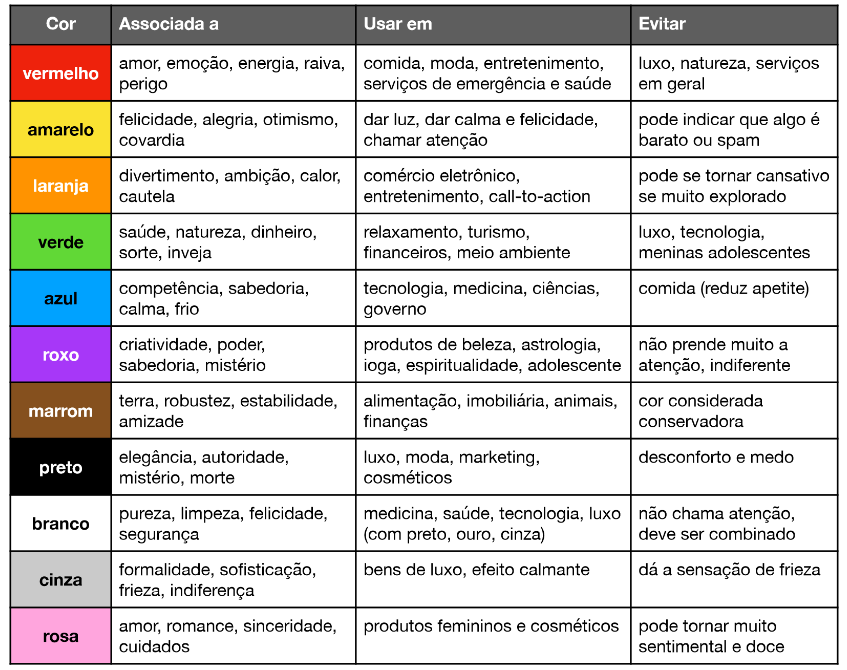 Cor Associada a Usar em Evitar
vermelho
amor, emoção, energia, raiva,
perigo
comida, moda, entretenimento,
serviços de emergência e saúde
luxo, natureza, serviços
em geral
amarelo
felicidade, alegria, otimismo,
covardia
dar luz, dar calma e felicidade,
chamar atenção
pode indicar que algo é
barato ou spam
laranja
divertimento, ambição, calor,
cautela
comércio eletrônico,
entretenimento, call-to-action
pode se tornar cansativo
se muito explorado
verde
saúde, natureza, dinheiro,
sorte, inveja
relaxamento, turismo,
financeiros, meio ambiente
luxo, tecnologia,
meninas adolescentes
azul
competência, sabedoria,
calma, frio
tecnologia, medicina, ciências,
governo
comida (reduz apetite)
roxo
criatividade, poder,
sabedoria, mistério
produtos de beleza, astrologia,
ioga, espiritualidade, adolescente
não prende muito a
atenção, indiferente
marrom
terra, robustez, estabilidade,
amizade
alimentação, imobiliária, animais,
finanças
cor considerada
conservadora
preto
elegância, autoridade,
mistério, morte
luxo, moda, marketing,
cosméticos
desconforto e medo
branco
pureza, limpeza, felicidade,
segurança
medicina, saúde, tecnologia, luxo
(com preto, ouro, cinza)
não chama atenção,
deve ser combinado
cinza
formalidade, sofisticação,
frieza, indiferença
bens de luxo, efeito calmante
dá a sensação de frieza
rosa
amor, romance, sinceridade,
cuidados
produtos femininos e cosméticos
pode tornar muito
sentimental e doce